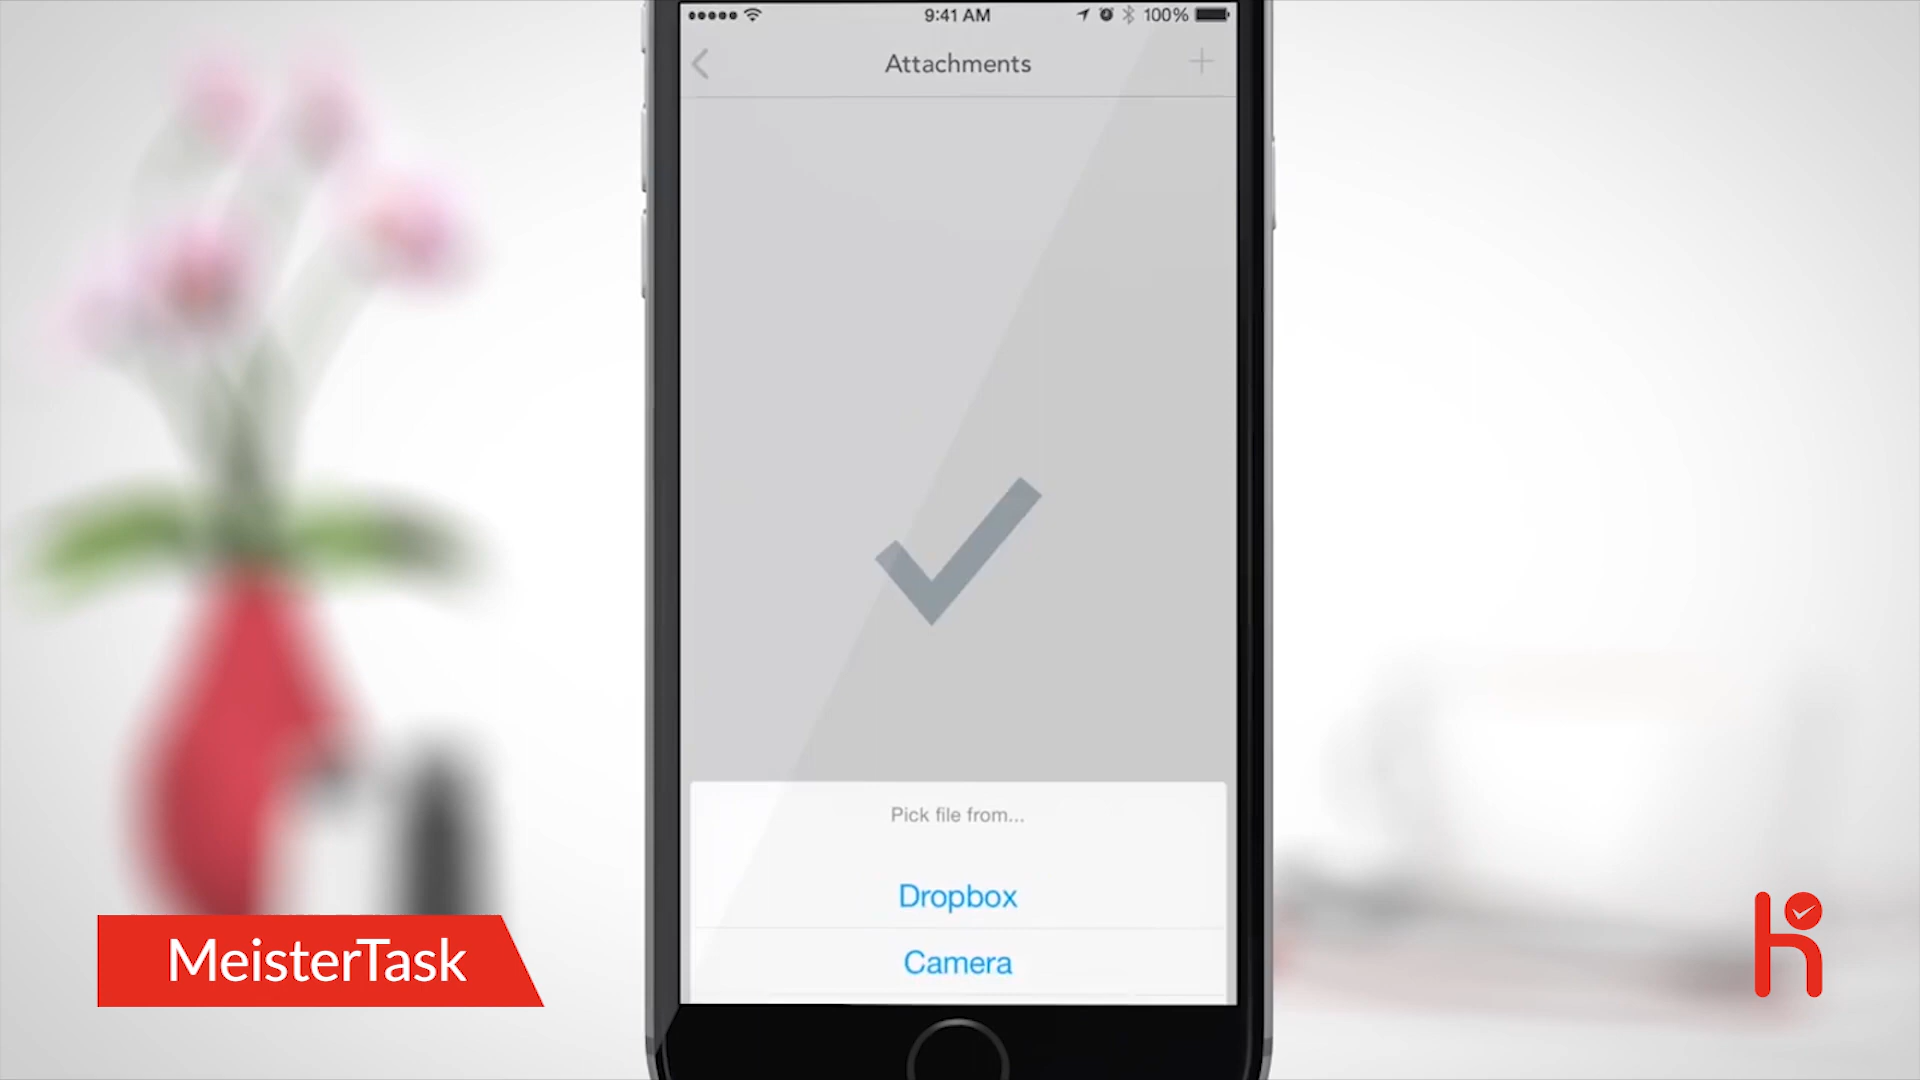 9:41 AM
100%
Attachments
Pick file from...
Dropbox
Camera
MeisterTask